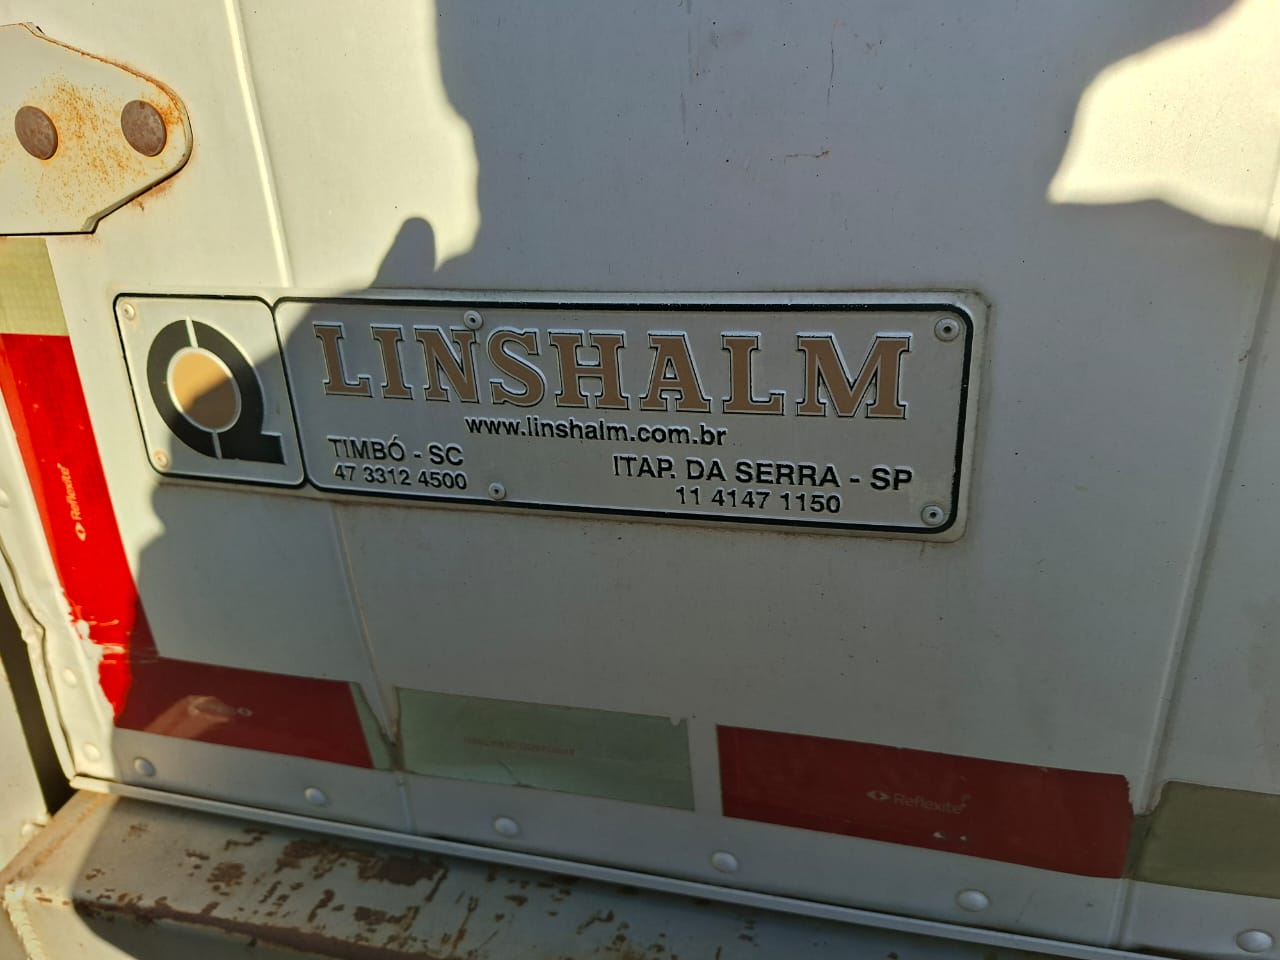 LINSHALM
www.linshalm.com.br
TIMBÓ - SC
47 3312 4500
ITAP. DA SERRA - SP
11 4147 1150
Reflexite
Reflexite